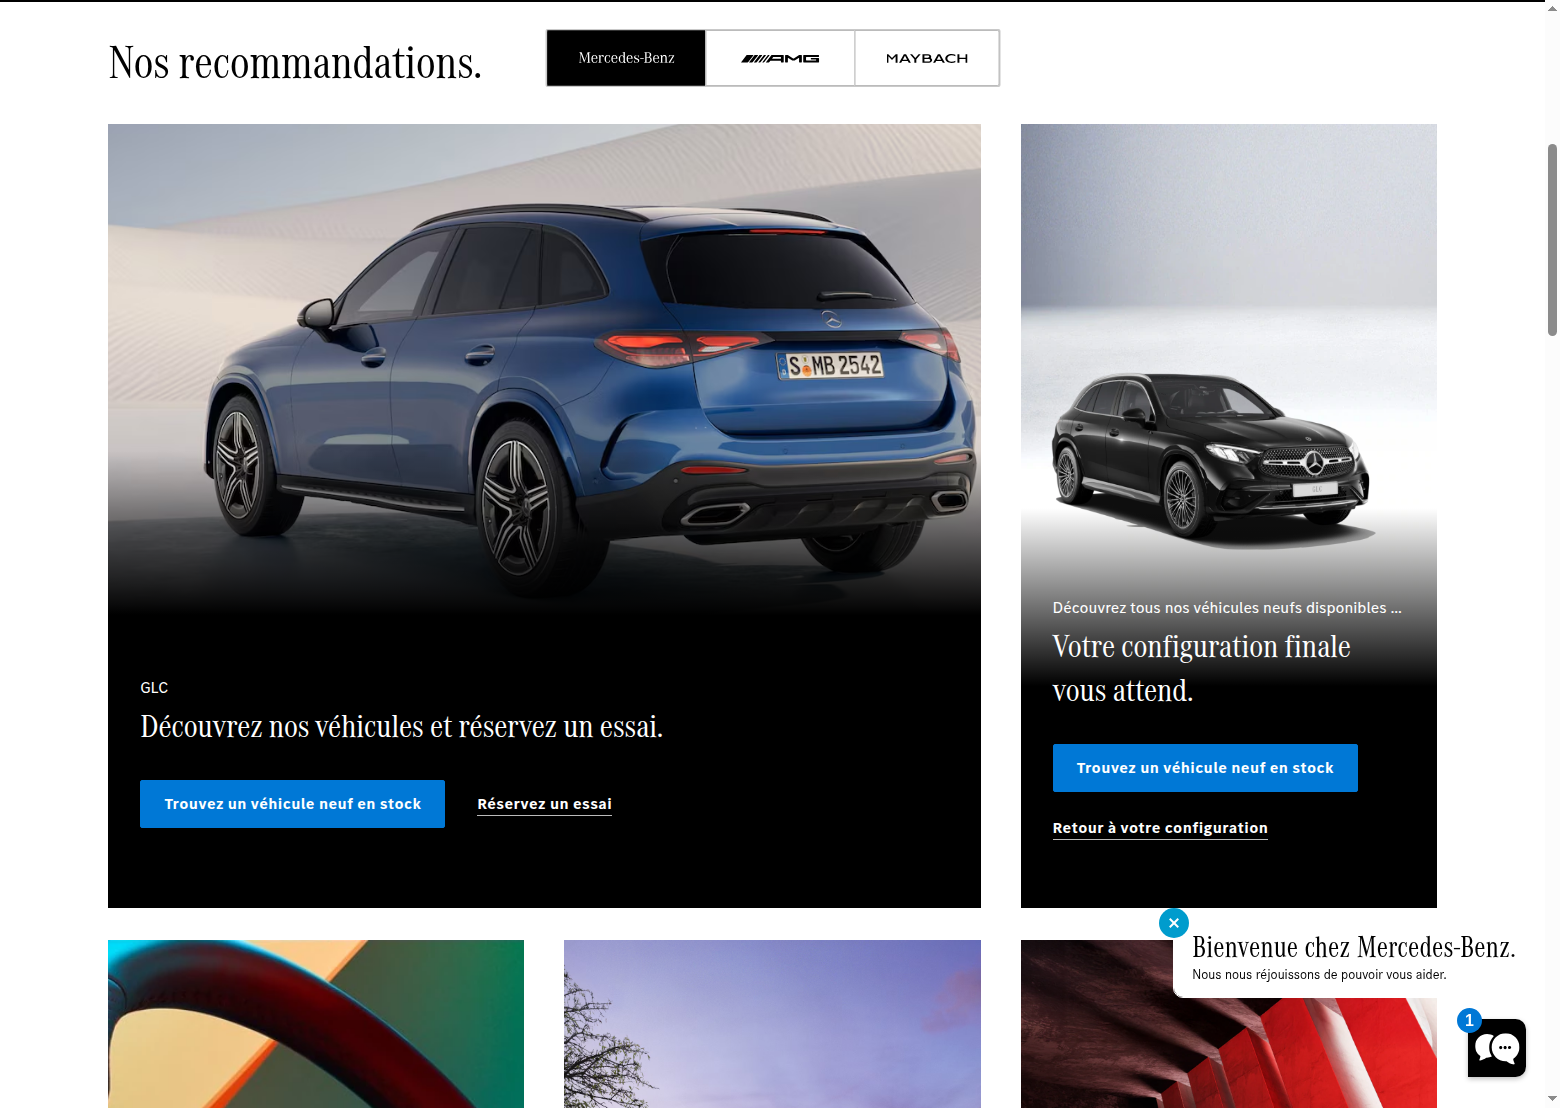 Nos recommandations.
Mercedes-Benz
AMG
MAYBACH
S MB 2542
GLC
Découvrez nos véhicules et réservez un essai.
Trouvez un véhicule neuf en stock
Réservez un essai
GLC
Découvrez tous nos véhicules neufs disponibles ...
Votre configuration finale
vous attend.
Trouvez un véhicule neuf en stock
Retour à votre configuration
Bienvenue chez Mercedes-Benz.
Nous nous réjouissons de pouvoir vous aider.
1